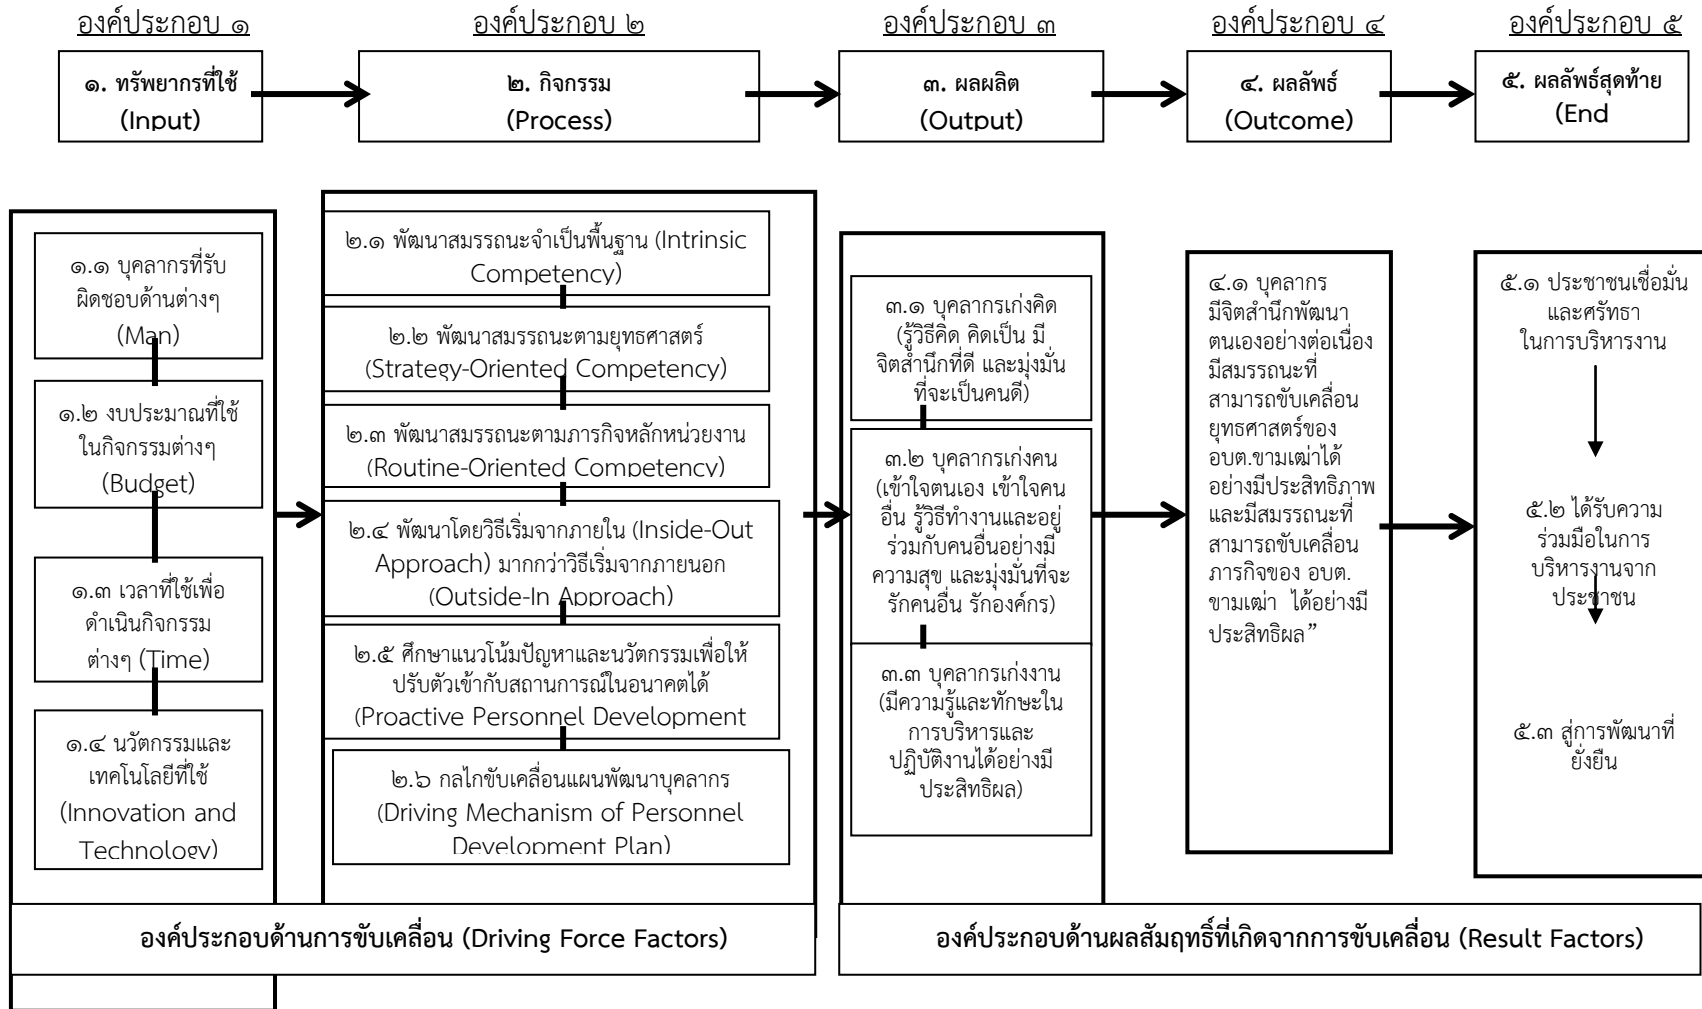 องค์ประกอบ ๑
องค์ประกอบ ๒
องค์ประกอบ ๓
องค์ประกอบ ๔
องค์ประกอบ ๕
๑. ทรัพยากรที่ใช้
(Input)
๒. กิจกรรม
(Process)
๓. ผลผลิต
(Output)
๔. ผลลัพธ์
(Outcome)
๕. ผลลัพธ์สุดท้าย
(End
๑.๑ บุคลากรที่รับ
ผิดชอบด้านต่างๆ
(Man)
๑.๒ งบประมาณที่ใช้
ในกิจกรรมต่างๆ
(Budget)
๑.๓ เวลาที่ใช้เพื่อ
ดำเนินกิจกรรม
ต่างๆ (Time)
๑.๔ นวัตกรรมและ
เทคโนโลยีที่ใช้
(Innovation and
Technology)
๒.๑ พัฒนาสมรรถนะจำเป็นพื้นฐาน (Intrinsic
Competency)
๒.๒ พัฒนาสมรรถนะตามยุทธศาสตร์
(Strategy-Oriented Competency)
๒.๓ พัฒนาสมรรถนะตามภารกิจหลักหน่วยงาน
(Routine-Oriented Competency)
๒.๔ พัฒนาโดยวิธีเริ่มจากภายใน (Inside-Out
Approach) มากกว่าวิธีเริ่มจากภายนอก
(Outside-In Approach)
๒.๕ ศึกษาแนวโน้มปัญหาและนวัตกรรมเพื่อให้
ปรับตัวเข้ากับสถานการณ์ในอนาคตได้
(Proactive Personnel Development
๒.๖ กลไกขับเคลื่อนแผนพัฒนาบุคลากร
(Driving Mechanism of Personnel
Development Plan)
๓.๑ บุคลากรเก่งคิด
(รู้วิธีคิด คิดเป็น มี
จิตสำนึกที่ดี และมุ่งมั่น
ที่จะเป็นคนดี)
๓.๒ บุคลากรเก่งคน
(เข้าใจตนเอง เข้าใจคน
อื่น รู้วิธีทำงานและอยู่
ร่วมกับคนอื่นอย่างมี
ความสุข และมุ่งมั่นที่จะ
รักคนอื่น รักองค์กร)
๓.๓ บุคลากรเก่งงาน
(มีความรู้และทักษะใน
การบริหารและ
ปฏิบัติงานได้อย่างมี
ประสิทธิผล)
๔.๑ บุคลากร
มีจิตสำนึกพัฒนา
ตนเองอย่างต่อเนื่อง
มีสมรรถนะที่
สามารถขับเคลื่อน
ยุทธศาสตร์ของ
อบต.ขามเฒ่าได้
อย่างมีประสิทธิภาพ
และมีสมรรถนะที่
สามารถขับเคลื่อน
ภารกิจของ อบต.
ขามเฒ่า ได้อย่างมี
ประสิทธิผล”
๕.๑ ประชาชนเชื่อมั่น
และศรัทธา
ในการบริหารงาน
๕.๒ ได้รับความ
ร่วมมือในการ
บริหารงานจาก
ประชาชน
๕.๓ สู่การพัฒนาที่
ยั่งยืน
องค์ประกอบด้านการขับเคลื่อน (Driving Force Factors)
องค์ประกอบด้านผลสัมฤทธิ์ที่เกิดจากการขับเคลื่อน (Result Factors)